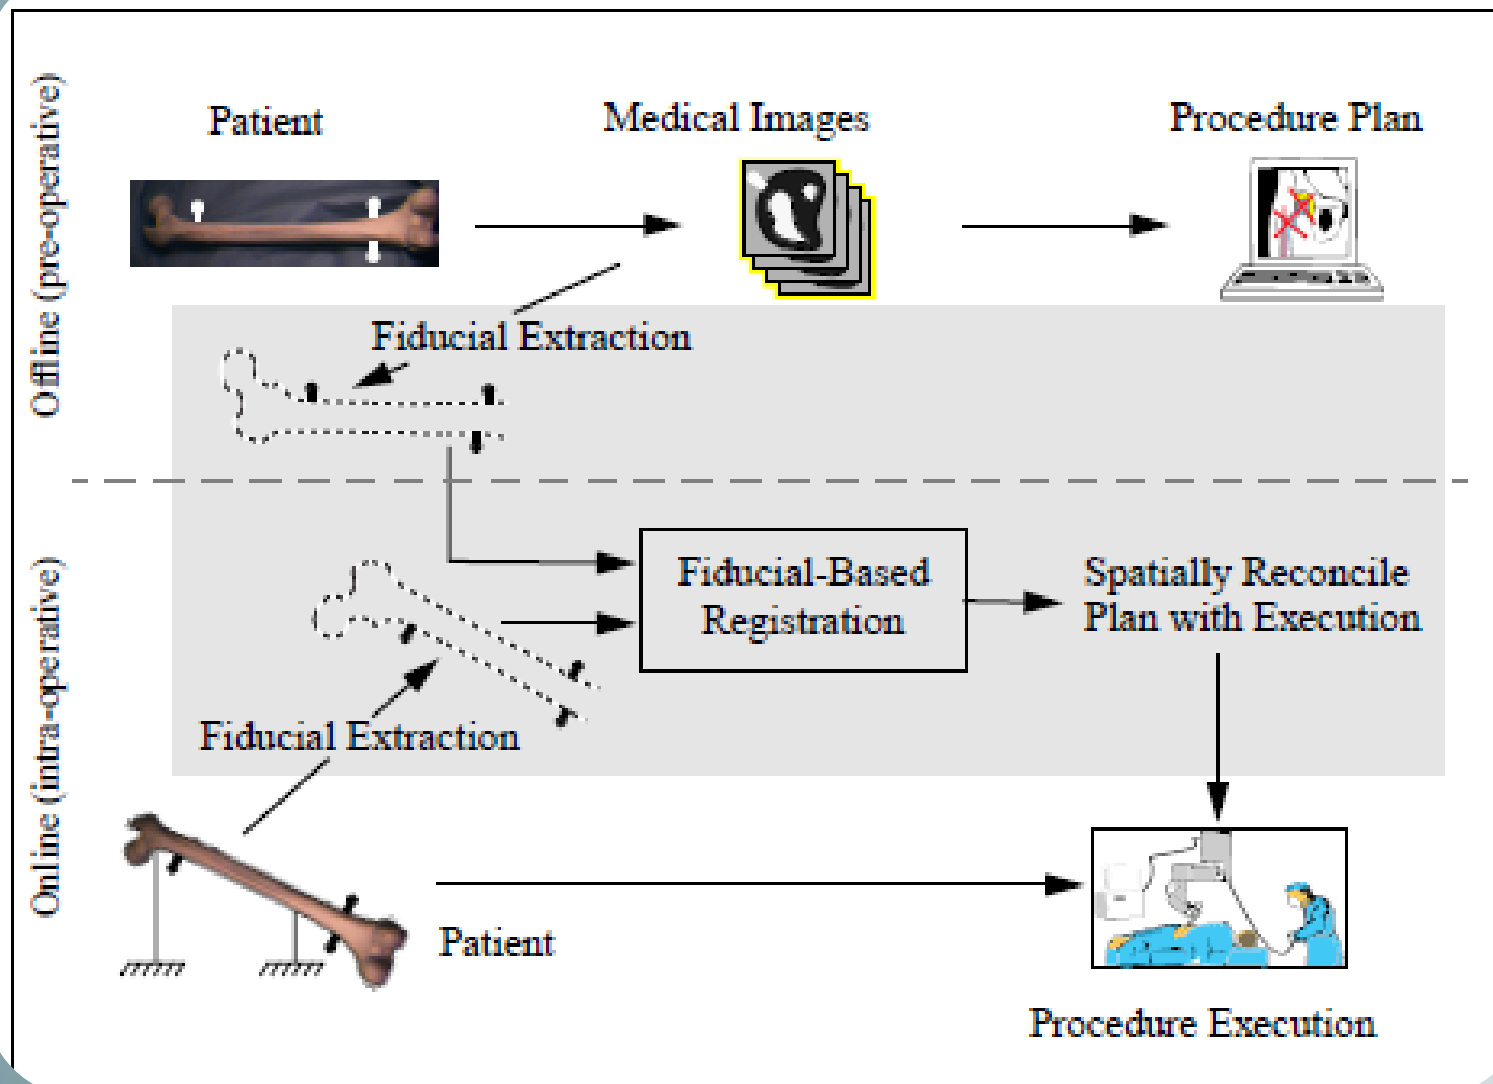 Offline (pre-operative)
Patient
Medical Images
Procedure Plan
Fiducial Extraction
Online (intra-operative)
Fiducial-Based
Registration
Spatially Reconcile
Plan with Execution
Fiducial Extraction
Patient
Procedure Execution